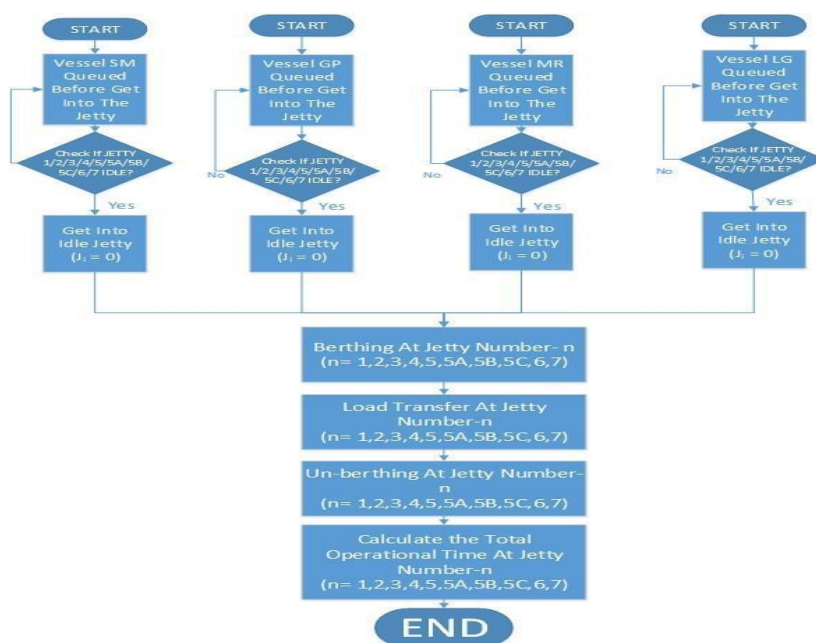 START
Vessel SM
Queued
Before Get
Into The
Jetty
Check If JETTY
1/2/3/4/5/5A/5B/
5C/6/7 IDLE?
Yes
Get Into
Idle Jetty
(Jᵢ = 0)
START
Vessel GP
Queued
Before Get
Into The
Jetty
Check If JETTY
1/2/3/4/5/5A/5B/
5C/6/7 IDLE?
No
Yes
Get Into
Idle Jetty
(Jᵢ = 0)
START
Vessel MR
Queued
Before Get
Into The
Jetty
Check If JETTY
1/2/3/4/5/5A/5B/
5C/6/7 IDLE?
No
Yes
Get Into
Idle Jetty
(Jᵢ = 0)
START
Vessel LG
Queued
Before Get
Into The
Jetty
Check If JETTY
1/2/3/4/5/5A/5B/
5C/6/7 IDLE?
No
Yes
Get Into
Idle Jetty
(Jᵢ = 0)
Berthing At Jetty Number- n
(n= 1,2,3,4,5,5A,5B,5C,6,7)
Load Transfer At Jetty
Number-n
(n= 1,2,3,4,5,5A,5B,5C,6,7)
Un-berthing At Jetty Number-
n
(n= 1,2,3,4,5,5A,5B,5C,6,7)
Calculate the Total
Operational Time At Jetty
Number-n
(n= 1,2,3,4,5,5A,5B,5C,6,7)
END